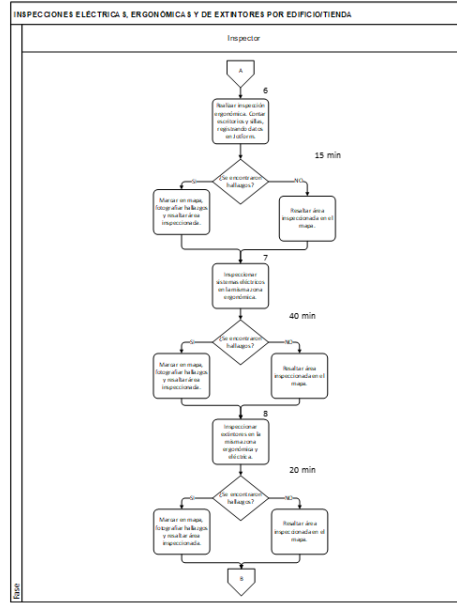 INSPECCIONES ELÉCTRICAS, ERGONÓMICAS Y DE EXTINTORES POR EDIFICIO/TIENDA
Inspector
A
6
Realizar inspección
ergonómica. Contar
escritorios y sillas,
registrando datos
en Jotform.
15 min
¿Se encontraron
hallazgos?
SI
NO
Marcar en mapa,
fotografiar hallazgos
y resaltar área
inspeccionada.
Resaltar área
inspeccionada en el
mapa.
7
Inspeccionar
sistemas eléctricos
en la misma zona
ergonómica.
40 min
¿Se encontraron
hallazgos?
SI
NO
Marcar en mapa,
fotografiar hallazgos
y resaltar área
inspeccionada.
Resaltar área
inspeccionada en el
mapa.
8
Inspeccionar
extintores en la
misma zona
ergonómica y
eléctrica.
20 min
¿Se encontraron
hallazgos?
SI
NO
Marcar en mapa,
fotografiar hallazgos
y resaltar área
inspeccionada.
Resaltar área
inspeccionada en el
mapa.
B
Fase